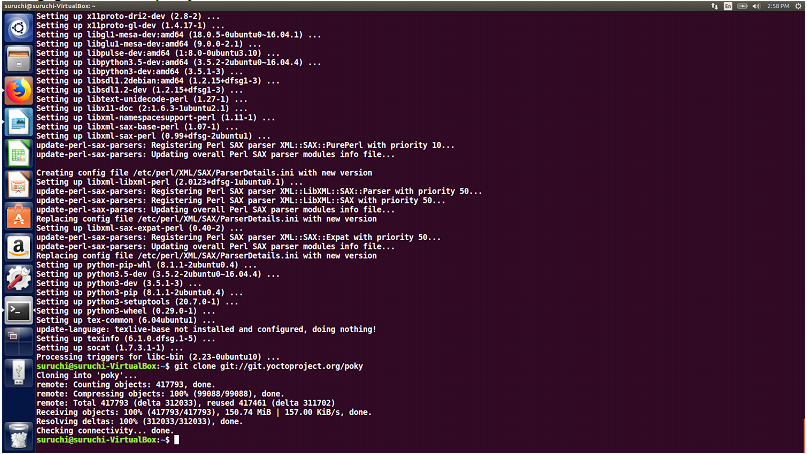 suruchi@suruchi-VirtualBox: ~
En
2:58 PM
Setting up x11proto-dri2-dev (2.8-2) ...
Setting up x11proto-gl-dev (1.4.17-1) ...
Setting up libgl1-mesa-dev:amd64 (18.0.5-0ubuntu0~16.04.1) ...
Setting up libglu1-mesa-dev:amd64 (9.0.0-2.1) ...
Setting up libpulse-dev:amd64 (1:8.0-0ubuntu3.10) ...
Setting up libpython3.5-dev:amd64 (3.5.2-2ubuntu0~16.04.4) ...
Setting up libpython3-dev:amd64 (3.5.1-3) ...
Setting up libsdl1.2debian:amd64 (1.2.15+dfsg1-3) ...
Setting up libsdl1.2-dev (1.2.15+dfsg1-3) ...
Setting up libtext-unidecode-perl (1.27-1) ...
Setting up libx11-doc (2:1.6.3-1ubuntu2.1) ...
Setting up libxml-namespacesupport-perl (1.11-1) ...
Setting up libxml-sax-base-perl (1.07-1) ...
Setting up libxml-sax-perl (0.99+dfsg-2ubuntu1) ...
update-perl-sax-parsers: Registering Perl SAX parser XML::SAX::PurePerl with priority 10...
update-perl-sax-parsers: Updating overall Perl SAX parser modules info file...
Creating config file /etc/perl/XML/SAX/ParserDetails.ini with new version
Setting up libxml-libxml-perl (2.0123+dfsg-1ubuntu0.1) ...
update-perl-sax-parsers: Registering Perl SAX parser XML::LibXML::SAX::Parser with priority 50...
update-perl-sax-parsers: Registering Perl SAX parser XML::LibXML::SAX with priority 50...
update-perl-sax-parsers: Updating overall Perl SAX parser modules info file...
Replacing config file /etc/perl/XML/SAX/ParserDetails.ini with new version
Setting up libxml-sax-expat-perl (0.40-2) ...
update-perl-sax-parsers: Registering Perl SAX parser XML::SAX::Expat with priority 50...
update-perl-sax-parsers: Updating overall Perl SAX parser modules info file...
Replacing config file /etc/perl/XML/SAX/ParserDetails.ini with new version
Setting up python-pip-whl (8.1.1-2ubuntu0.4) ...
Setting up python3.5-dev (3.5.2-2ubuntu0~16.04.4) ...
Setting up python3-dev (3.5.1-3) ...
Setting up python3-pip (8.1.1-2ubuntu0.4) ...
Setting up python3-setuptools (20.7.0-1) ...
Setting up python3-wheel (0.29.0-1) ...
Setting up tex-common (6.04ubuntu1) ...
update-language: texlive-base not installed and configured, doing nothing!
Setting up texinfo (6.1.0.dfsg.1-5) ...
Setting up socat (1.7.3.1-1) ...
Processing triggers for libc-bin (2.23-0ubuntu10) ...
suruchi@suruchi-VirtualBox:~$ git clone git://git.yoctoproject.org/poky
Cloning into 'poky'...
remote: Counting objects: 417793, done.
remote: Compressing objects: 100% (99088/99088), done.
remote: Total 417793 (delta 312033), reused 417461 (delta 311702)
Receiving objects: 100% (417793/417793), 150.74 MiB | 157.00 KiB/s, done.
Resolving deltas: 100% (312033/312033), done.
Checking connectivity... done.
suruchi@suruchi-VirtualBox:~$